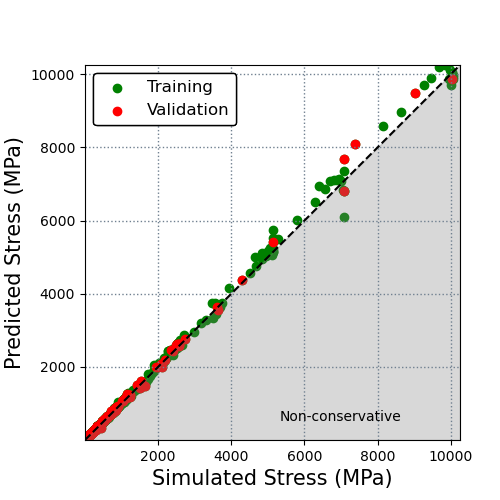 10000
8000
6000
4000
2000
Predicted Stress (MPa)
Training
Validation
Non-conservative
2000 4000 6000 8000 10000
Simulated Stress (MPa)